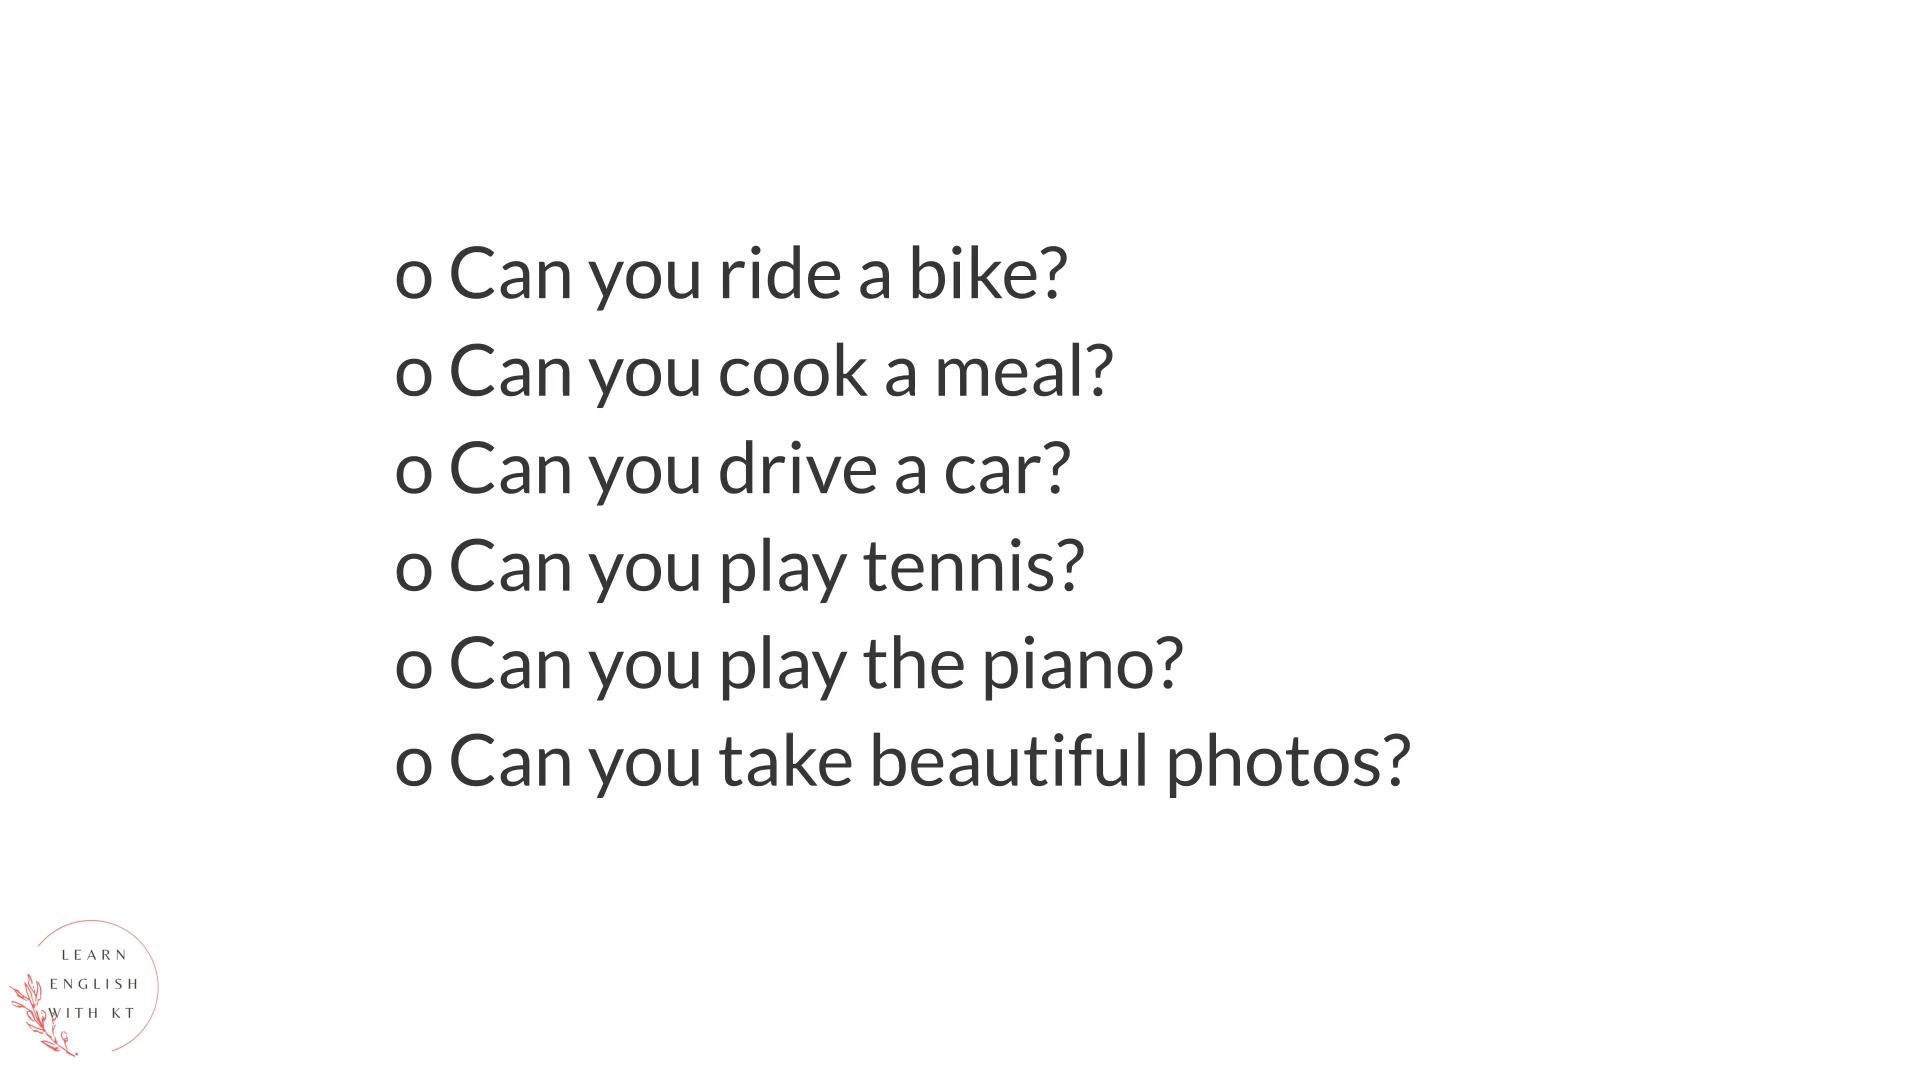 o Can you ride a bike?
o Can you cook a meal?
o Can you drive a car?
o Can you play tennis?
o Can you play the piano?
o Can you take beautiful photos?
LEARN
ENGLISH
WITH KT